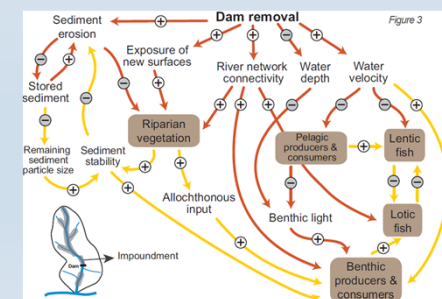 Dam removal
Figure 3
Sediment
erosion
Exposure of
new surfaces
River network
connectivity
Water
depth
Water
velocity
Stored
sediment
Riparian
vegetation
Pelagic
producers &
consumers
Lentic
fish
Remaining
sediment
particle size
Sediment
stability
Allochthonous
input
Benthic light
Lotic
fish
Impoundment
Dam
Benthic
producers &
consumers